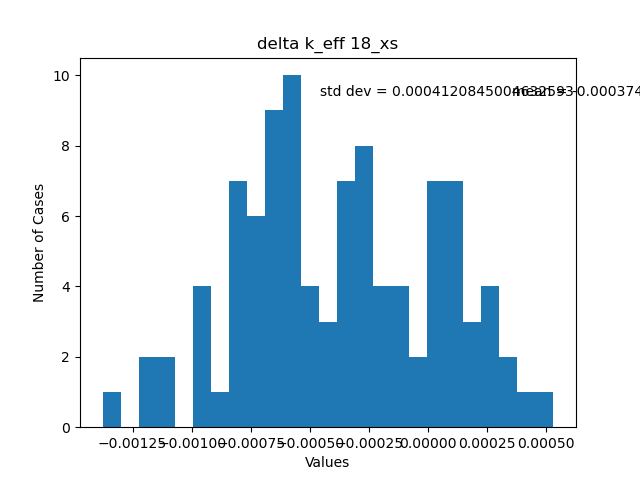 delta k_eff 18_xs
10
std dev = 0.00041208450046325​93
mean = -0.000374
8
6
4
2
0
Number of Cases
−0.00125 −0.00100 −0.00075 −0.00050 −0.00025 0.00000 0.00025 0.00050
Values